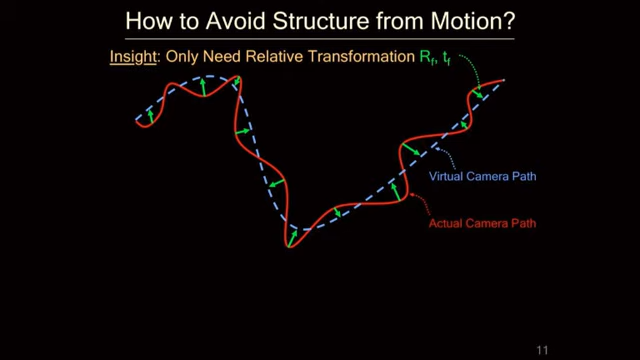 How to Avoid Structure from Motion?
Insight: Only Need Relative Transformation Rf, tf
Virtual Camera Path
Actual Camera Path
11